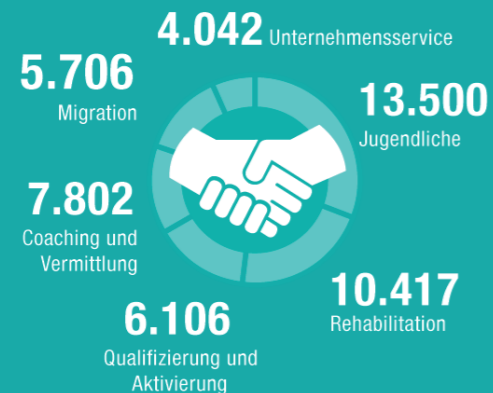 4.042 Unternehmensservice
5.706
Migration
13.500
Jugendliche
7.802
Coaching und
Vermittlung
10.417
Rehabilitation
6.106
Qualifizierung und
Aktivierung